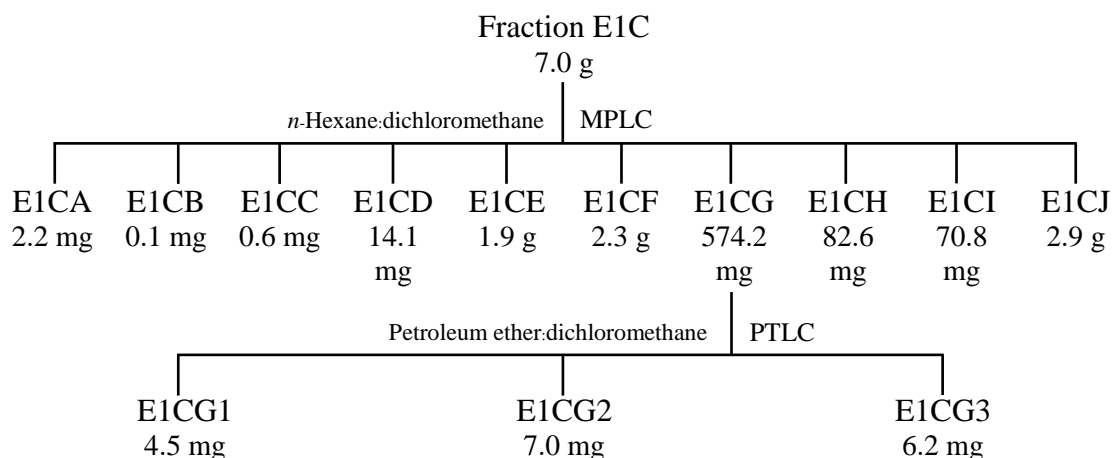 Fraction E1C
7.0 g
n-Hexane:dichloromethane MPLC
E1CA E1CB E1CC E1CD E1CE E1CF E1CG E1CH E1CI E1CJ
2.2 mg 0.1 mg 0.6 mg 14.1 1.9 g 2.3 g 574.2 82.6 70.8 2.9 g
mg mg mg mg
Petroleum ether:dichloromethane PTLC
E1CG1 E1CG2 E1CG3
4.5 mg 7.0 mg 6.2 mg